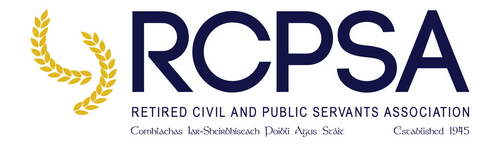 RCPSA
RETIRED CIVIL AND PUBLIC SERVANTS ASSOCIATION
Comhlachas Iar-Sheirbhíseach Poiblí Agus Stáit Established 1945